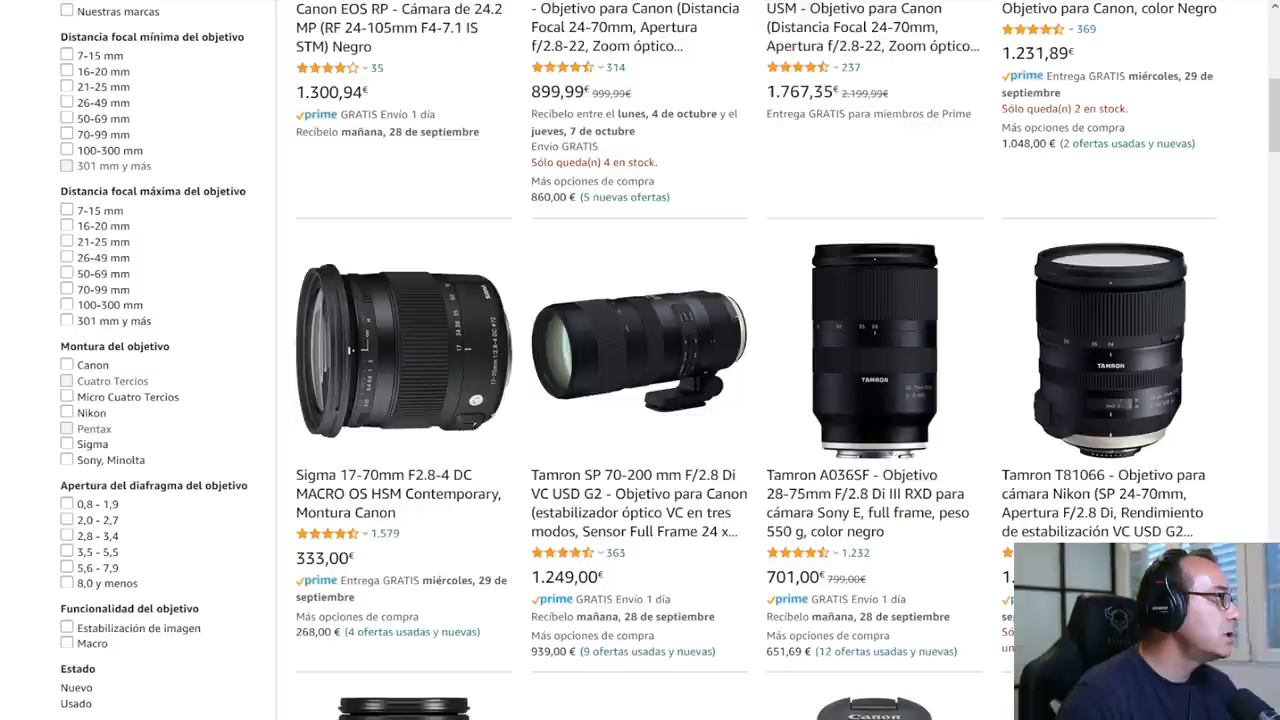 Nuestras marcas
Distancia focal mínima del objetivo
7-15 mm
16-20 mm
21-25 mm
26-49 mm
50-69 mm
70-99 mm
100-300 mm
301 mm y más
Distancia focal máxima del objetivo
7-15 mm
16-20 mm
21-25 mm
26-49 mm
50-69 mm
70-99 mm
100-300 mm
301 mm y más
Montura del objetivo
Canon
Cuatro Tercios
Micro Cuatro Tercios
Nikon
Pentax
Sigma
Sony, Minolta
Apertura del diafragma del objetivo
0,8 - 1,9
2,0 - 2,7
2,8 - 3,4
3,5 - 5,5
5,6 - 7,9
8,0 y menos
Funcionalidad del objetivo
Estabilización de imagen
Macro
Estado
Nuevo
Usado
Canon EOS RP - Cámara de 24.2
MP (RF 24-105mm F4-7.1 IS
STM) Negro
35
1.300,94€
prime GRATIS Envío 1 día
Recíbelo mañana, 28 de septiembre
- Objetivo para Canon (Distancia
Focal 24-70mm, Apertura
f/2.8-22, Zoom óptico...
314
899,99€ 999,99€
Recíbelo entre el lunes, 4 de octubre y el
jueves, 7 de octubre
Envío GRATIS
Sólo queda(n) 4 en stock.
Más opciones de compra
860,00 € (5 nuevas ofertas)
USM - Objetivo para Canon
(Distancia Focal 24-70mm,
Apertura f/2.8-22, Zoom óptico...
237
1.767,35€ 2.199,99€
Entrega GRATIS para miembros de Prime
Objetivo para Canon, color Negro
369
1.231,89€
prime Entrega GRATIS miércoles, 29 de
septiembre
Sólo queda(n) 2 en stock.
Más opciones de compra
1.048,00 € (2 ofertas usadas y nuevas)
Sigma 17-70mm F2.8-4 DC
MACRO OS HSM Contemporary,
Montura Canon
1.579
333,00€
prime Entrega GRATIS miércoles, 29 de
septiembre
Más opciones de compra
268,00 € (4 ofertas usadas y nuevas)
Tamron SP 70-200 mm F/2.8 Di
VC USD G2 - Objetivo para Canon
(estabilizador óptico VC en tres
modos, Sensor Full Frame 24 x...
363
1.249,00€
prime GRATIS Envío 1 día
Recíbelo mañana, 28 de septiembre
Más opciones de compra
939,00 € (9 ofertas usadas y nuevas)
TAMRON
Tamron A036SF - Objetivo
28-75mm F/2.8 Di III RXD para
cámara Sony E, full frame, peso
550 g, color negro
1.232
701,00€ 799,00€
prime GRATIS Envío 1 día
Recíbelo mañana, 28 de septiembre
Más opciones de compra
651,69 € (12 ofertas usadas y nuevas)
TAMRON
Tamron T81066 - Objetivo para
cámara Nikon (SP 24-70mm,
Apertura F/2.8 Di, Rendimiento
de estabilización VC USD G2...
Canon